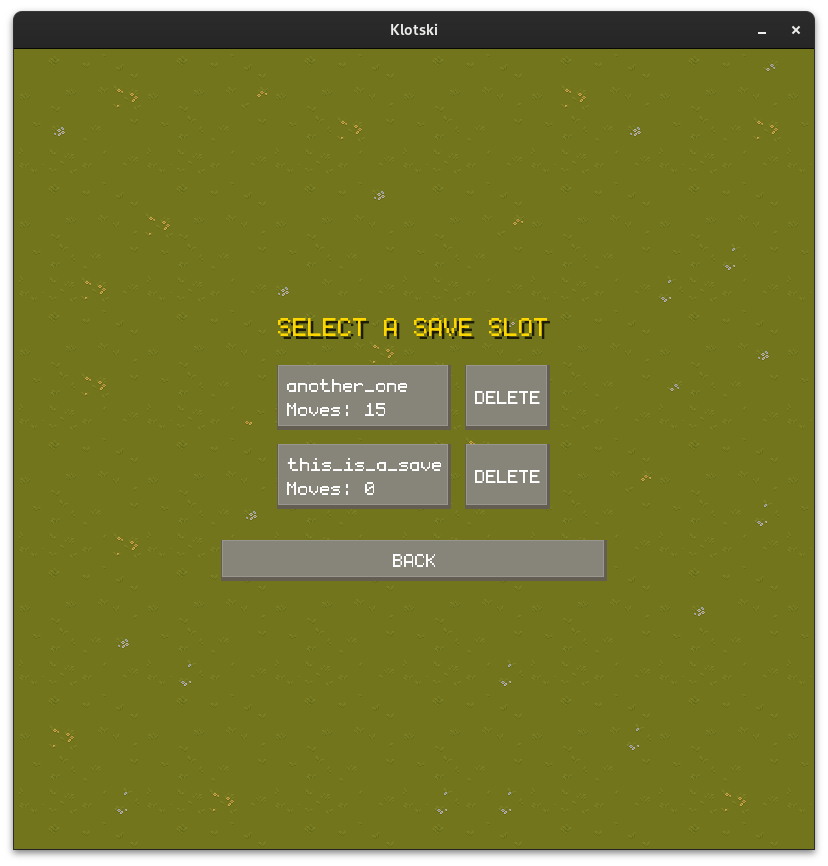 Klotski
SELECT A SAVE SLOT
another_one
Moves: 15
DELETE
this_is_a_save
Moves: 0
DELETE
BACK